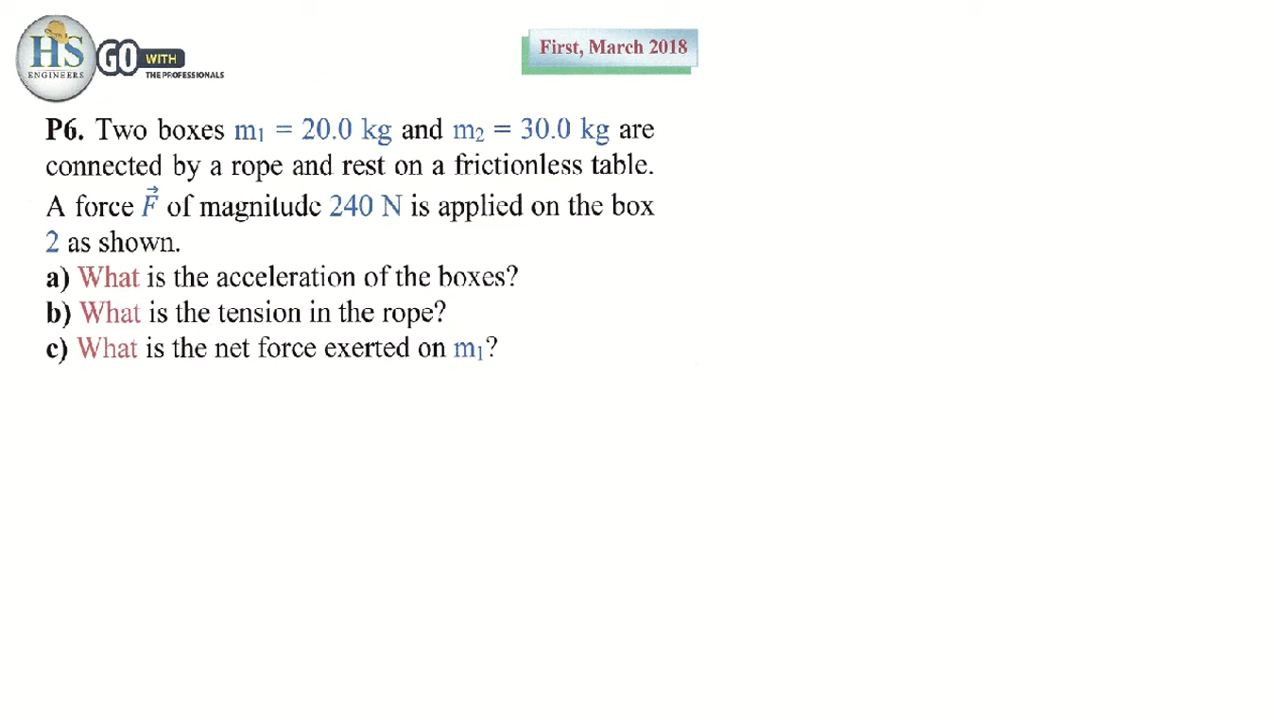 HS
ENGINEERS
GO WITH
THE PROFESSIONALS
First, March 2018
P6. Two boxes m₁ = 20.0 kg and m₂ = 30.0 kg are
connected by a rope and rest on a frictionless table.
A force F⃗ of magnitude 240 N is applied on the box
2 as shown.
a) What is the acceleration of the boxes?
b) What is the tension in the rope?
c) What is the net force exerted on m₁?